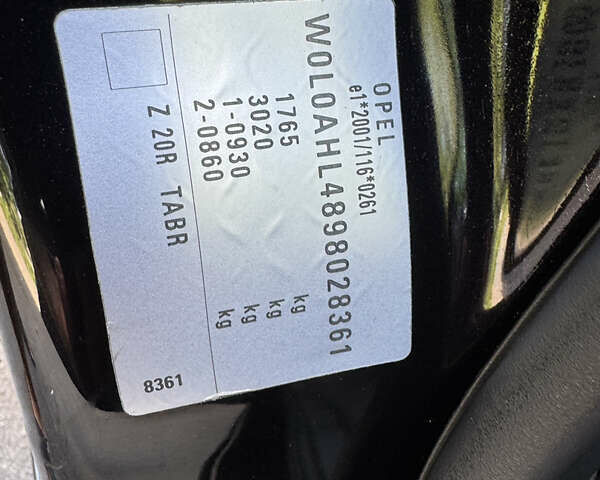 OPEL
e1*2001/116*0261
W0L0AHL4898028361
1765 kg
3020 kg
1-0930 kg
2-0860 kg
Z 20R TABR
8361